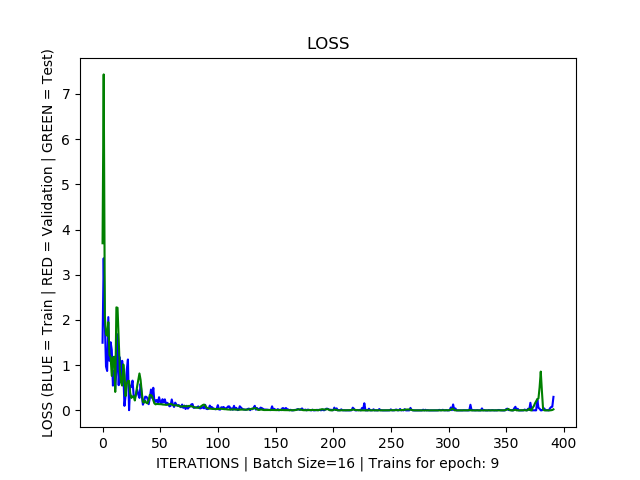 LOSS
LOSS (BLUE = Train | RED = Validation | GREEN = Test)
7
6
5
4
3
2
1
0
0 50 100 150 200 250 300 350 400
ITERATIONS | Batch Size=16 | Trains for epoch: 9